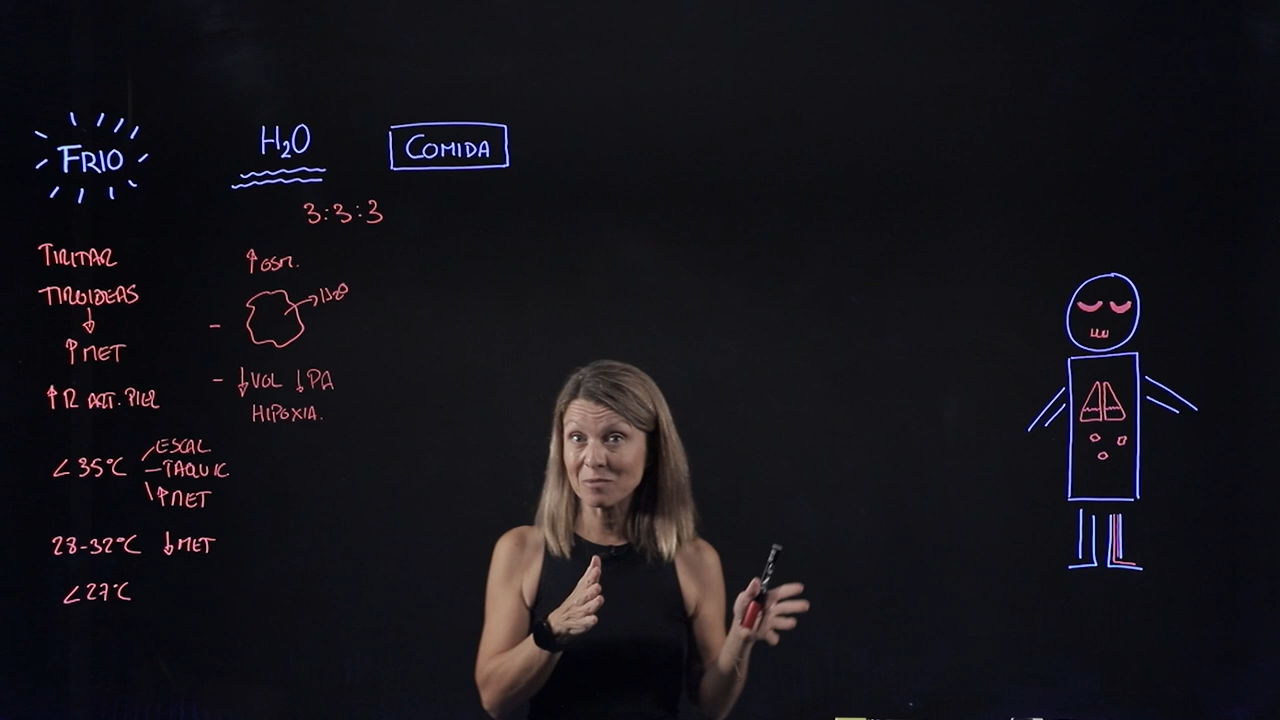 FRIO
TIRITAR
TIROIDEAS
↓
↑MET
↑R ART. PIEL
<35°C
ESCAL.
TAQUIC.
↑MET
28-32°C ↓MET
<27°C
H₂O
3:3:3
↑OSM.
- → H₂O
- ↓VOL ↓PA
HIPOXIA.
COMIDA